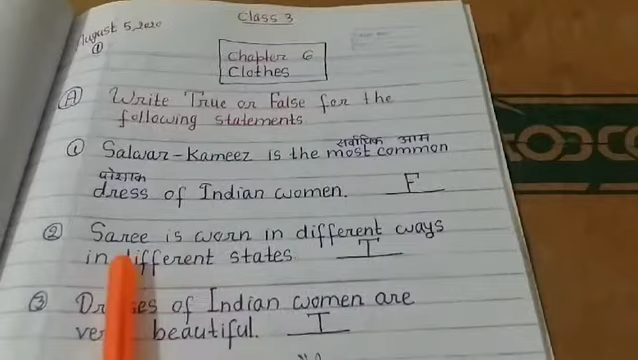 Class 3
August 5, 2020
①
Chapter 6
Clothes
Ⓐ Write True or False for the
following statements
सर्वाधिक आम
① Salwar-Kameez is the most common
पोशाक
dress of Indian women. F
② Saree is worn in different ways
in different states T
③ of Indian women are
beautiful. T